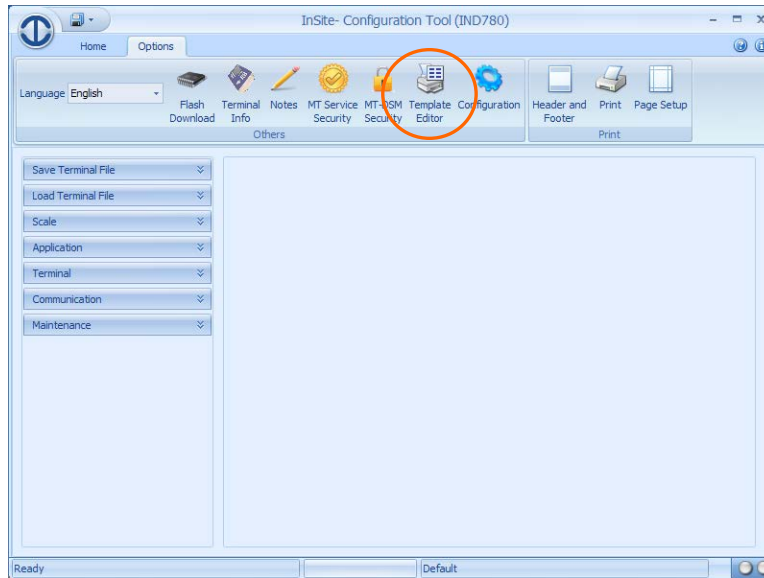 InSite- Configuration Tool (IND780)
Home Options
Language English
Flash Download
Terminal Info
Notes
MT Service Security
MT-DSM Security
Template Editor
Configuration
Header and Footer
Print
Page Setup
Others
Print
Save Terminal File
Load Terminal File
Scale
Application
Terminal
Communication
Maintenance
Ready
Default